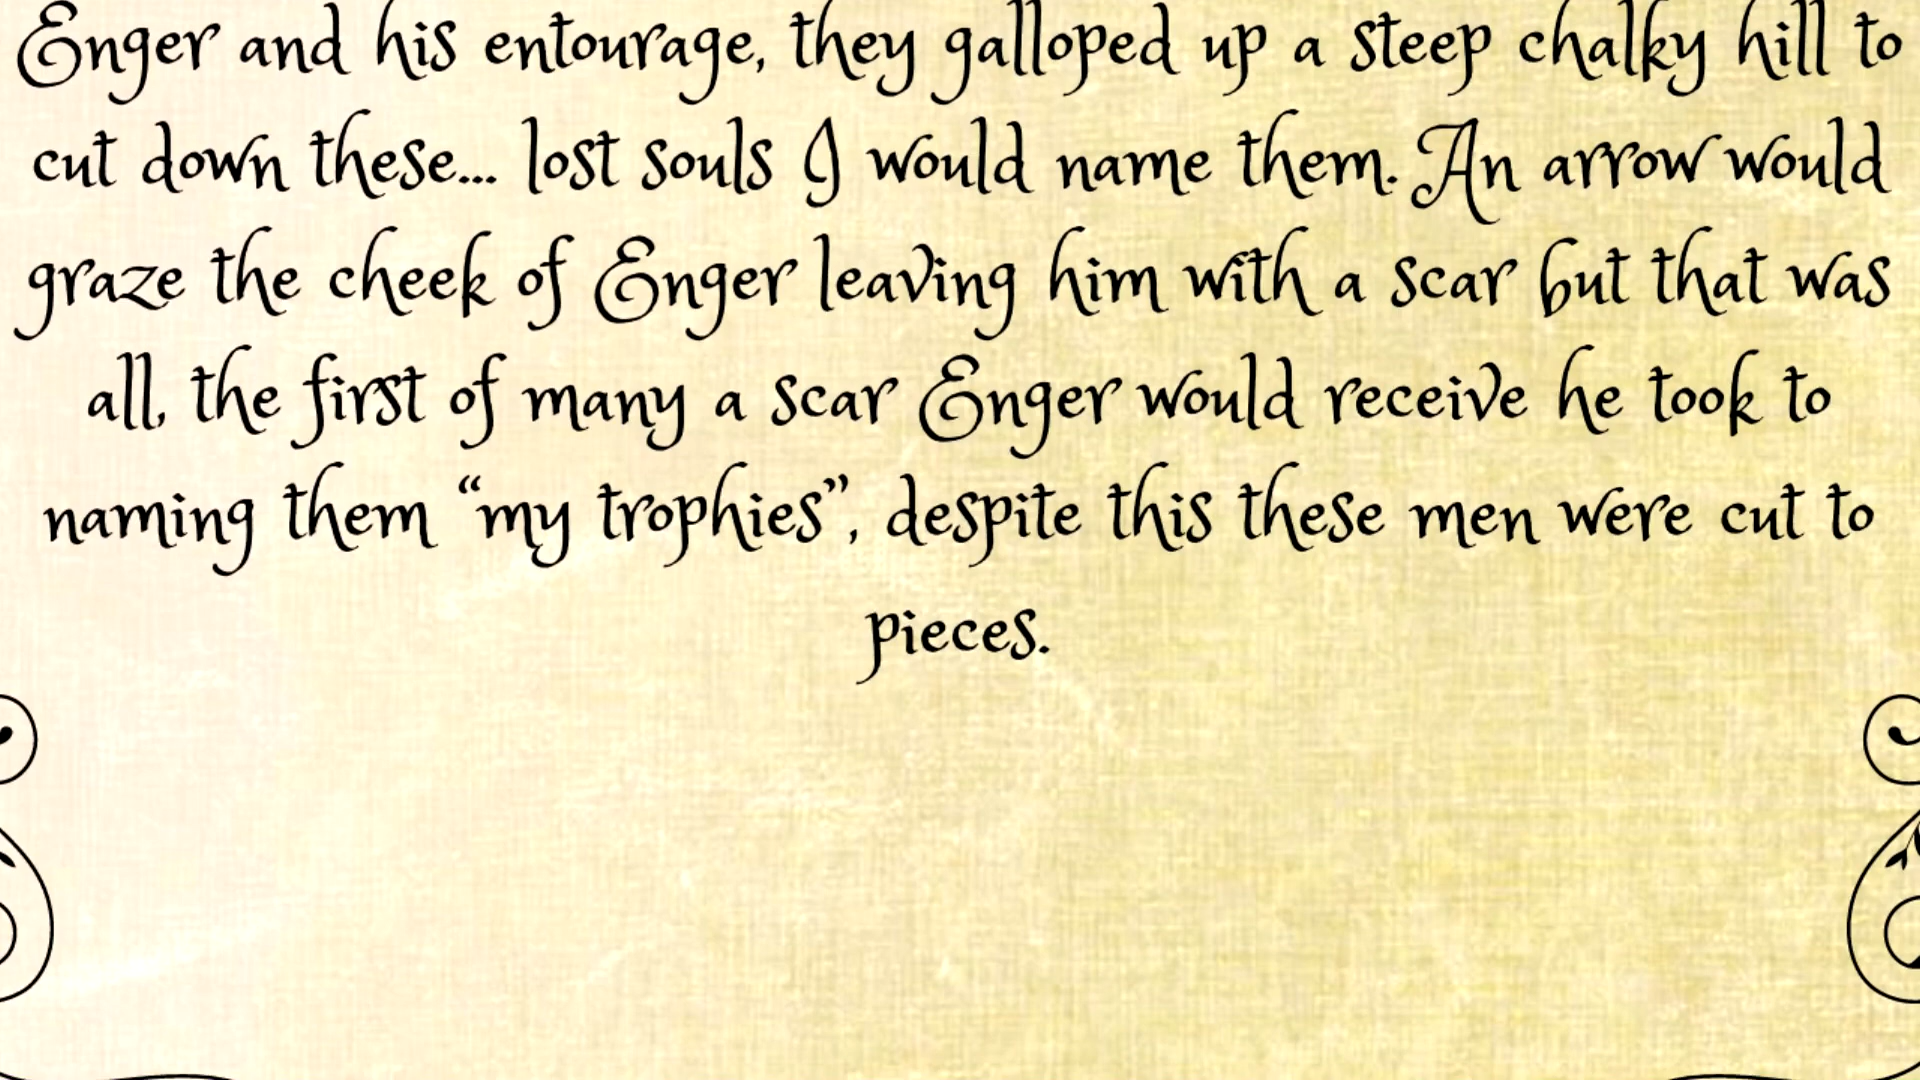 Enger and his entourage, they galloped up a steep chalky hill to
cut down these... lost souls I would name them. An arrow would
graze the cheek of Enger leaving him with a scar but that was
all, the first of many a scar Enger would receive he took to
naming them “my trophies”, despite this these men were cut to
pieces.